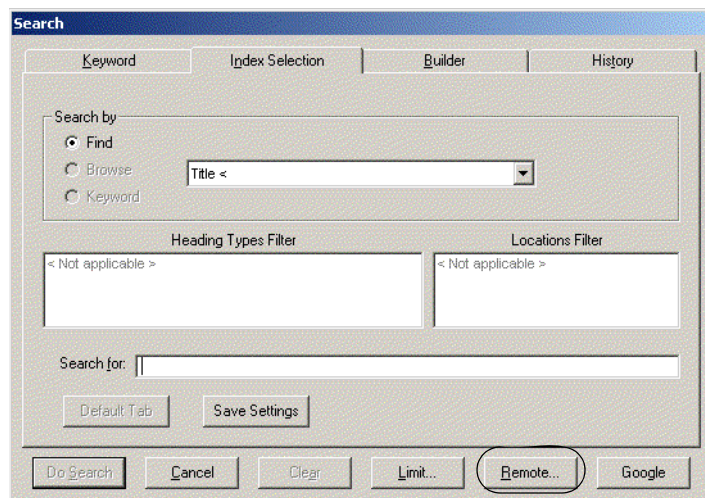 Search
Keyword Index Selection Builder History
Search by
Find
Browse
Title <
Keyword
Heading Types Filter Locations Filter
< Not applicable > < Not applicable >
Search for:
Default Tab Save Settings
Do Search Cancel Clear Limit... Remote... Google